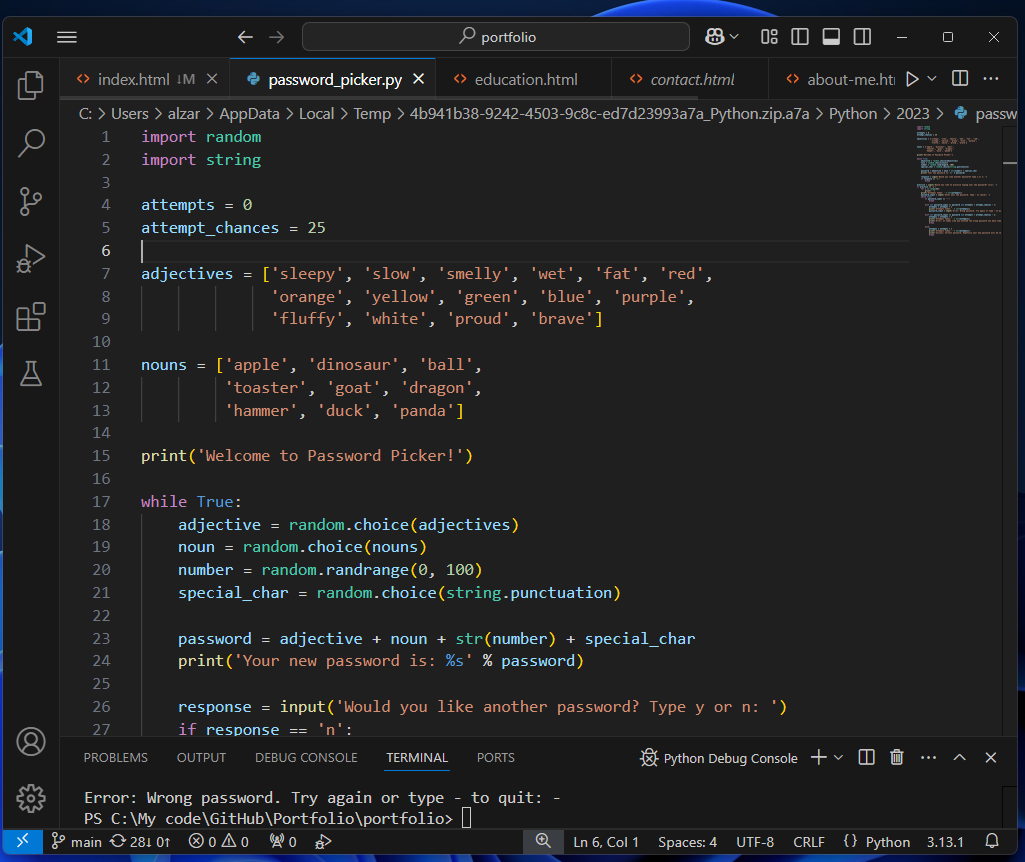 portfolio
index.html ↓M
password_picker.py
education.html
contact.html
about-me.ht
C: > Users > alzar > AppData > Local > Temp > 4b941b38-9242-4503-9c8c-ed7d23993a7a_Python.zip.a7a > Python > 2023 > passw
1 import random
2 import string
3
4 attempts = 0
5 attempt_chances = 25
6
7 adjectives = ['sleepy', 'slow', 'smelly', 'wet', 'fat', 'red',
8 'orange', 'yellow', 'green', 'blue', 'purple',
9 'fluffy', 'white', 'proud', 'brave']
10
11 nouns = ['apple', 'dinosaur', 'ball',
12 'toaster', 'goat', 'dragon',
13 'hammer', 'duck', 'panda']
14
15 print('Welcome to Password Picker!')
16
17 while True:
18 adjective = random.choice(adjectives)
19 noun = random.choice(nouns)
20 number = random.randrange(0, 100)
21 special_char = random.choice(string.punctuation)
22
23 password = adjective + noun + str(number) + special_char
24 print('Your new password is: %s' % password)
25
26 response = input('Would you like another password? Type y or n: ')
27 if response == 'n':
PROBLEMS OUTPUT DEBUG CONSOLE TERMINAL PORTS
Python Debug Console
Error: Wrong password. Try again or type - to quit: -
PS C:\My code\GitHub\Portfolio\portfolio>
main 28↓ 0↑ 0 0 0 Ln 6, Col 1 Spaces: 4 UTF-8 CRLF {} Python 3.13.1